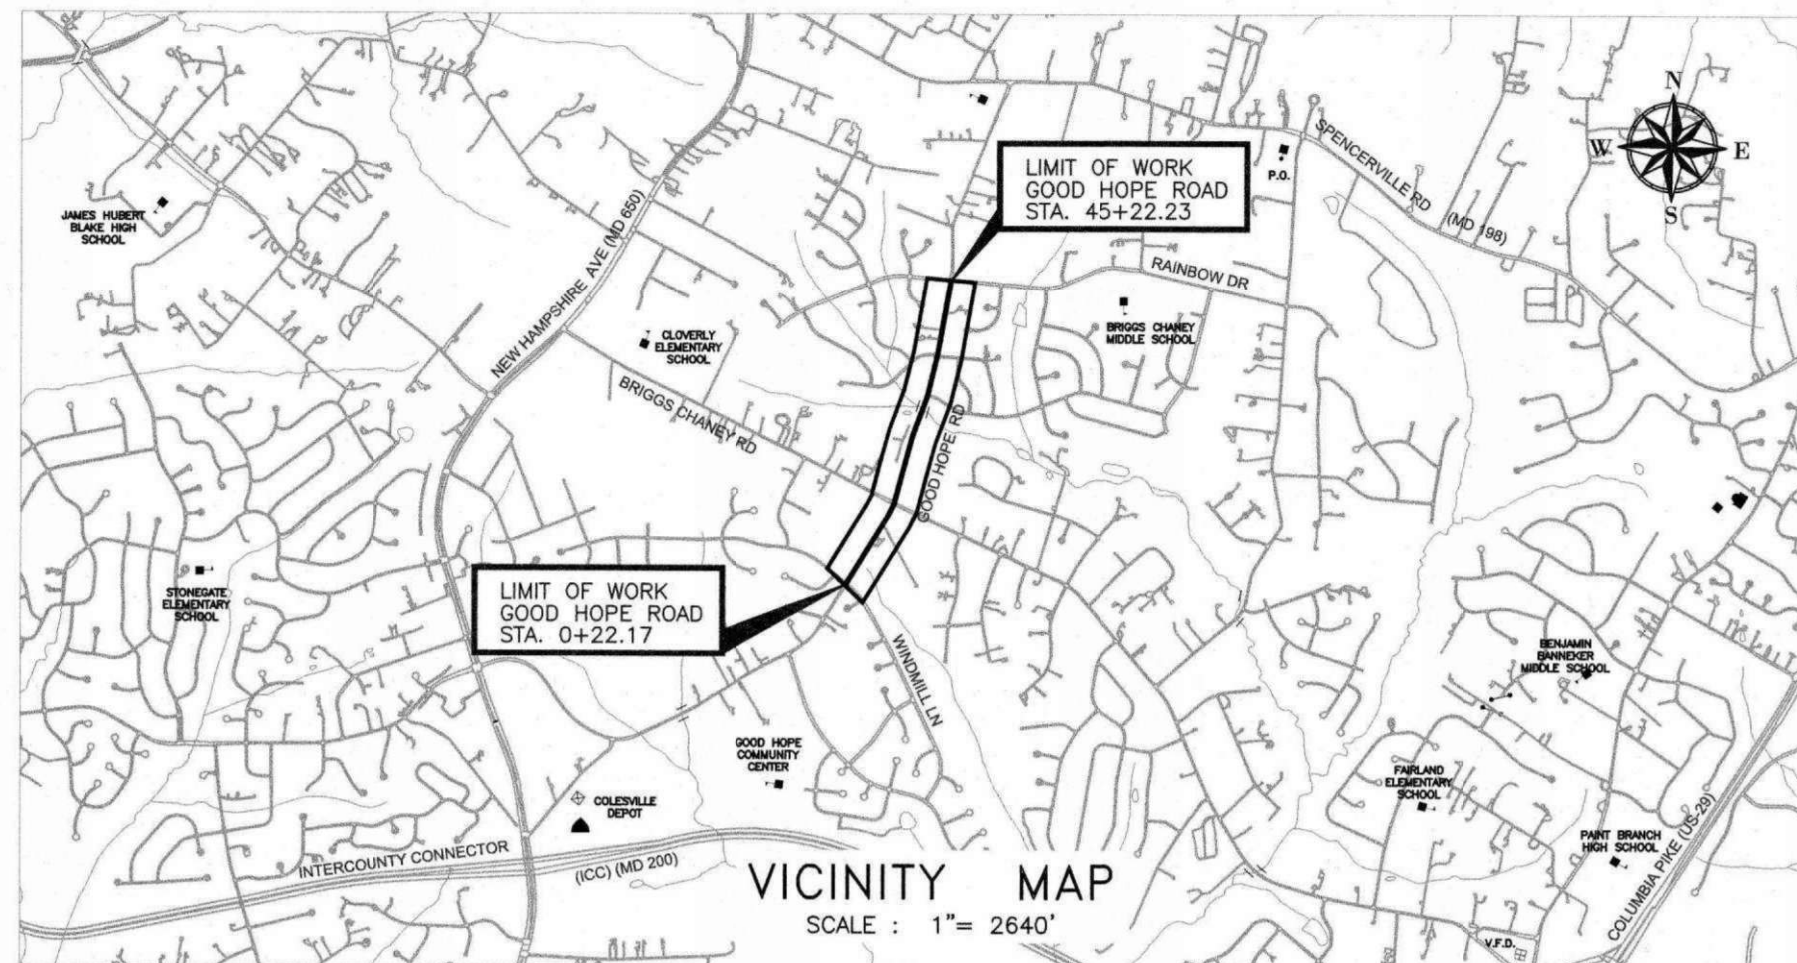 N
W
E
S
SPENCERVILLE RD
(MD 198)
P.O.
LIMIT OF WORK
GOOD HOPE ROAD
STA. 45+22.23
JAMES HUBERT
BLAKE HIGH
SCHOOL
NEW HAMPSHIRE AVE (MD 650)
RAINBOW DR
CLOVERLY
ELEMENTARY
SCHOOL
BRIGGS CHANEY
MIDDLE SCHOOL
BRIGGS CHANEY RD
GOOD HOPE RD
STONEGATE
ELEMENTARY
SCHOOL
LIMIT OF WORK
GOOD HOPE ROAD
STA. 0+22.17
WINDMILL LN
BENJAMIN
BANNEKER
MIDDLE SCHOOL
GOOD HOPE
COMMUNITY
CENTER
COLESVILLE
DEPOT
FAIRLAND
ELEMENTARY
SCHOOL
PAINT BRANCH
HIGH SCHOOL
COLUMBIA PIKE (US-29)
INTERCOUNTY CONNECTOR
(ICC) (MD 200)
V.F.D.
VICINITY MAP
SCALE : 1"= 2640'